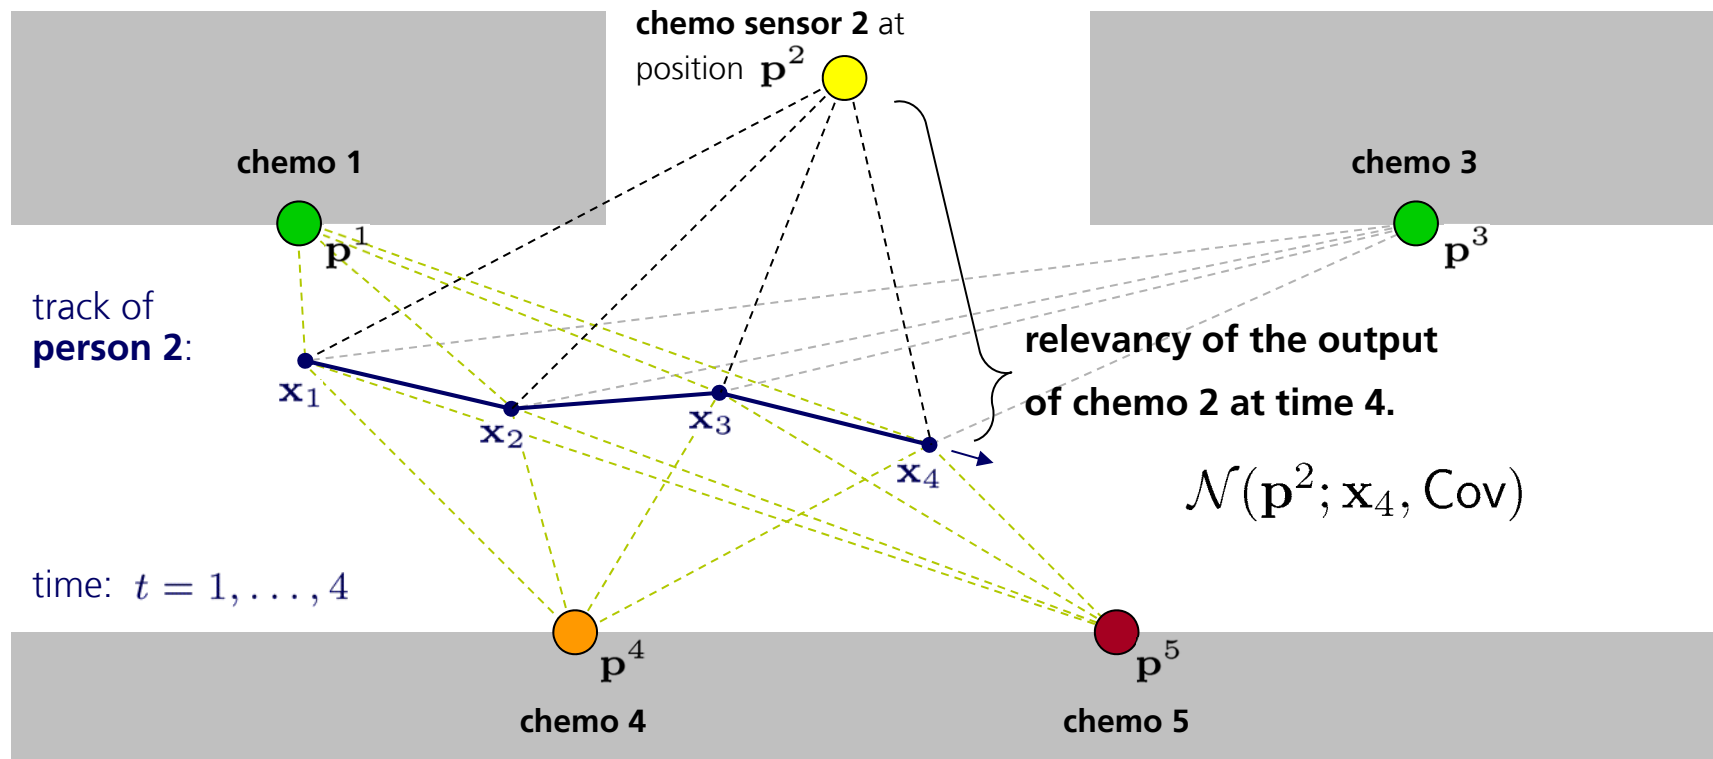 chemo sensor 2 at
position p²
chemo 1
chemo 3
p¹
p³
track of
person 2:
relevancy of the output
of chemo 2 at time 4.
x₁
x₂
x₃
x₄
𝒩(p²; x₄, Cov)
time: t = 1, . . . , 4
p⁴
p⁵
chemo 4
chemo 5